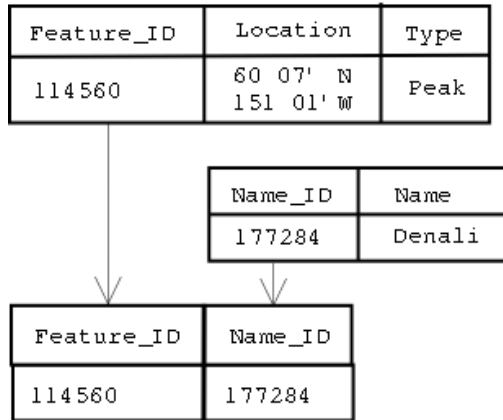 Feature_ID Location Type
114560 60 07' N Peak
151 01' W
Name_ID Name
177284 Denali
Feature_ID Name_ID
114560 177284